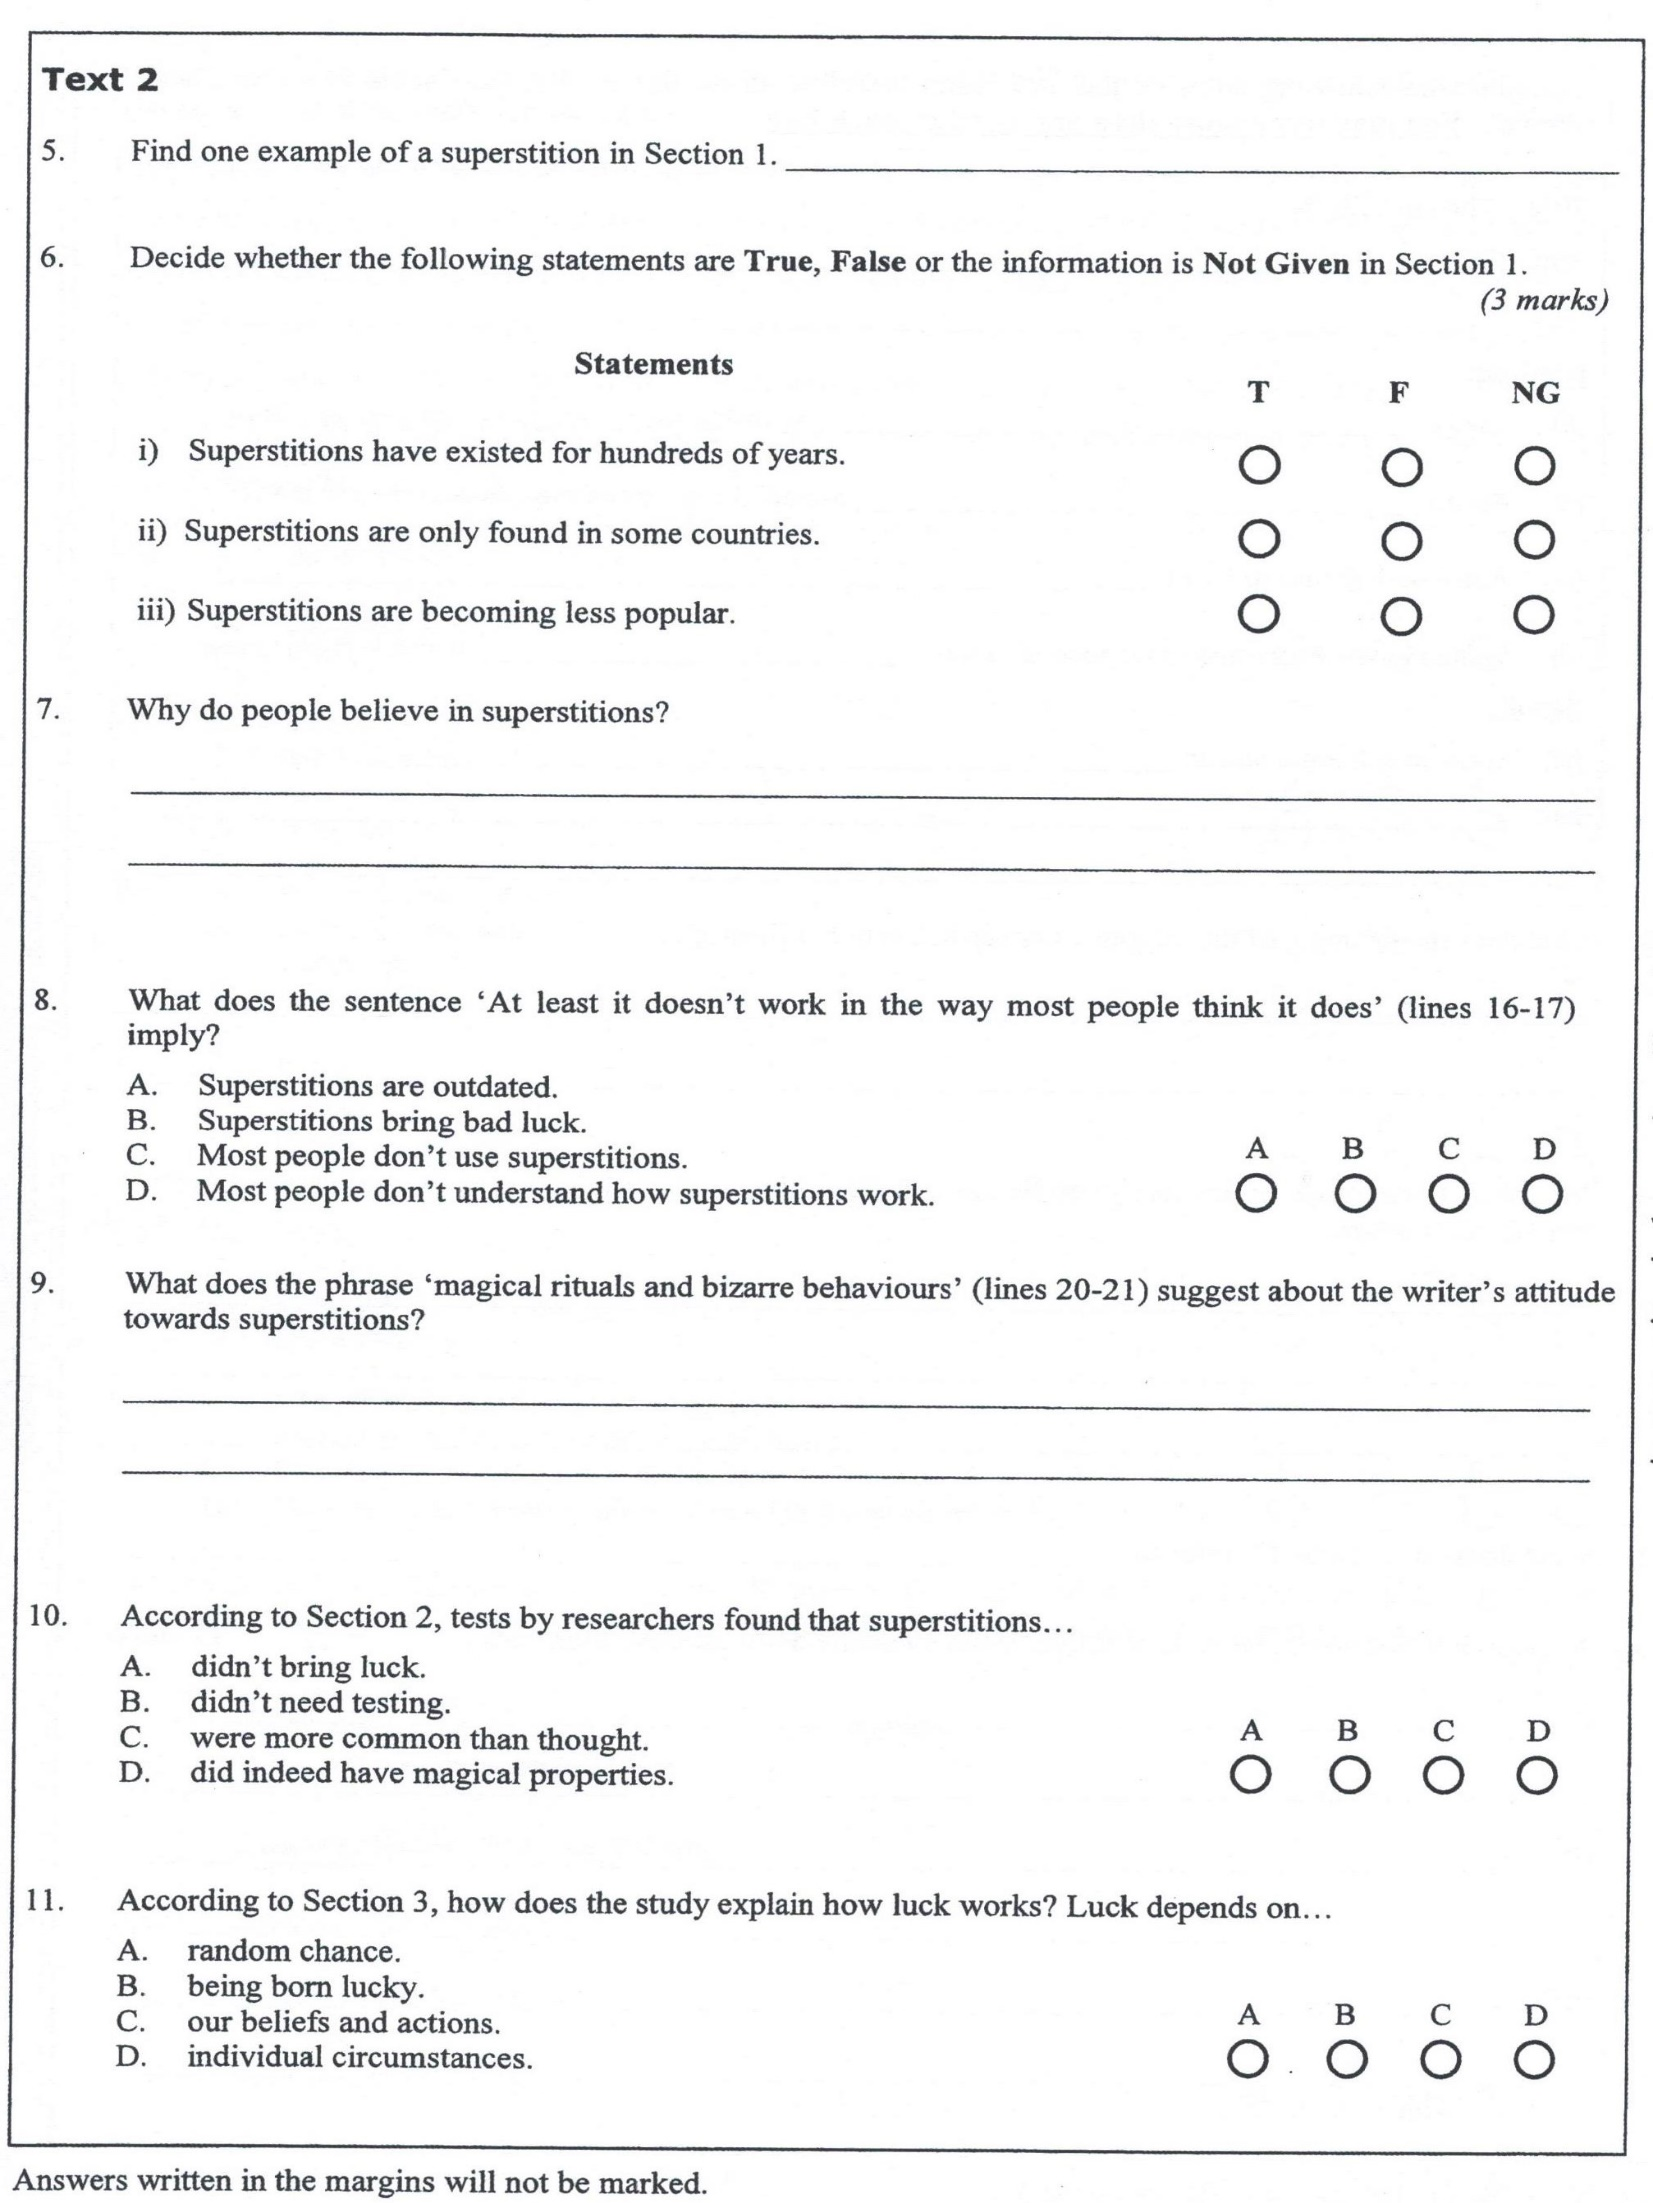 Text 2
5. Find one example of a superstition in Section 1.
6. Decide whether the following statements are True, False or the information is Not Given in Section 1.
(3 marks)
Statements
T F NG
i) Superstitions have existed for hundreds of years.
ii) Superstitions are only found in some countries.
iii) Superstitions are becoming less popular.
7. Why do people believe in superstitions?
8. What does the sentence ‘At least it doesn’t work in the way most people think it does’ (lines 16-17)
imply?
A. Superstitions are outdated.
B. Superstitions bring bad luck.
C. Most people don’t use superstitions.
D. Most people don’t understand how superstitions work.
A B C D
9. What does the phrase ‘magical rituals and bizarre behaviours’ (lines 20-21) suggest about the writer’s attitude
towards superstitions?
10. According to Section 2, tests by researchers found that superstitions…
A. didn’t bring luck.
B. didn’t need testing.
C. were more common than thought.
D. did indeed have magical properties.
A B C D
11. According to Section 3, how does the study explain how luck works? Luck depends on…
A. random chance.
B. being born lucky.
C. our beliefs and actions.
D. individual circumstances.
A B C D
Answers written in the margins will not be marked.